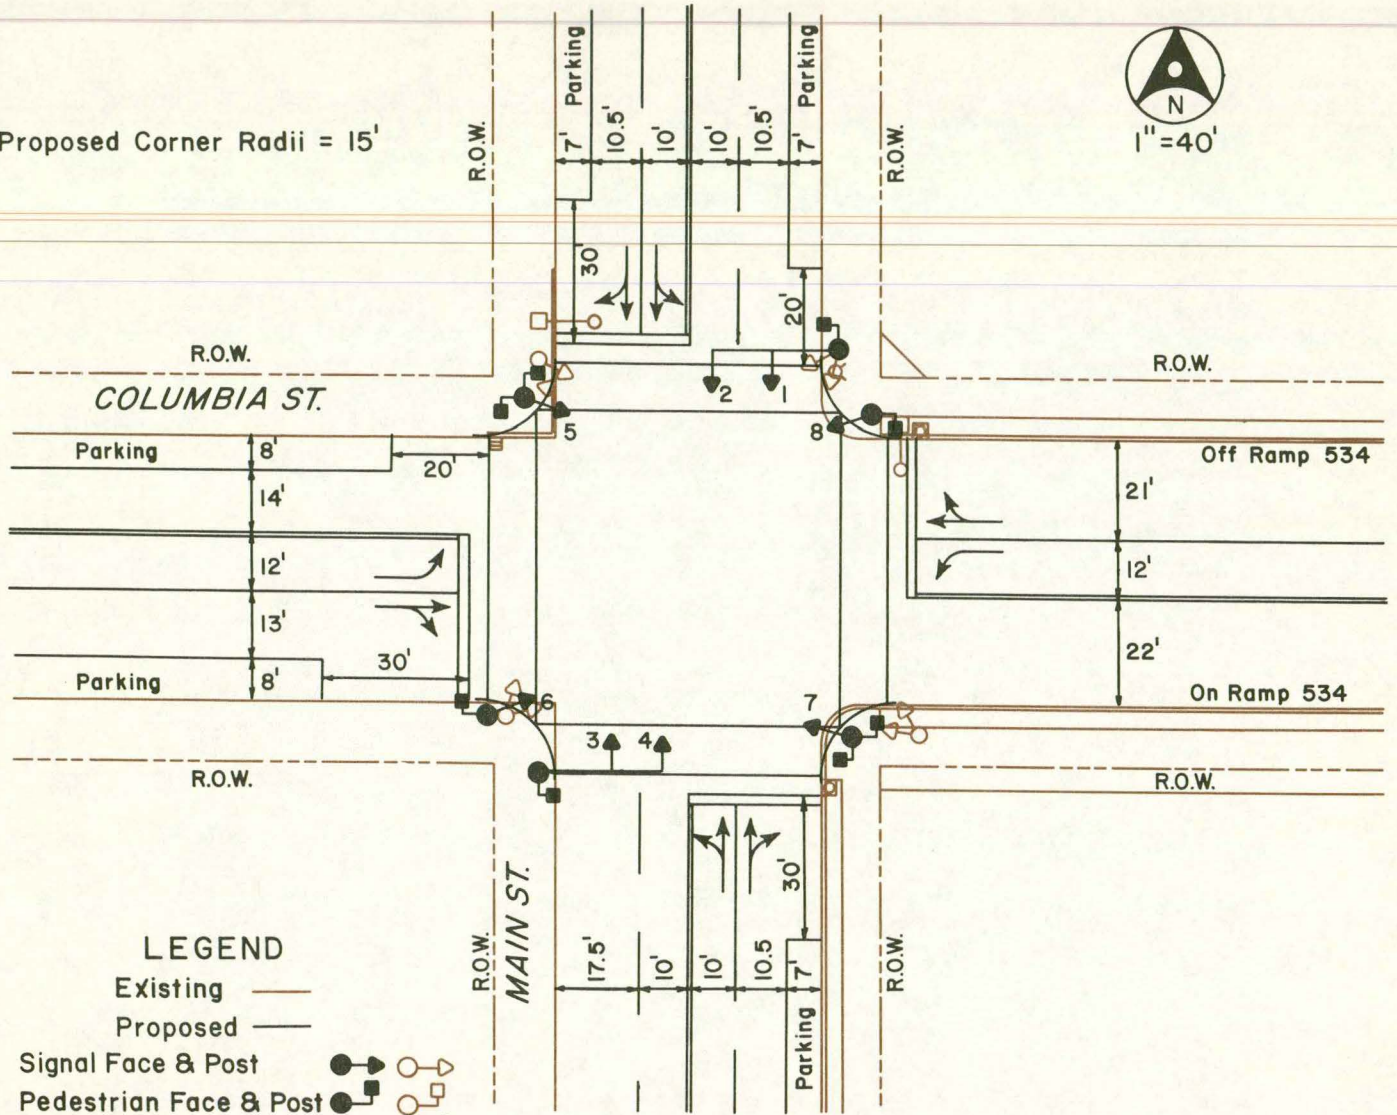 Proposed Corner Radii = 15'
N
1"=40'
Parking
Parking
R.O.W.
R.O.W.
7'
10.5'
10'
10'
10.5'
7'
30'
20'
R.O.W.
R.O.W.
COLUMBIA ST.
2
1
5
8
Parking
8'
20'
Off Ramp 534
14'
21'
12'
12'
13'
22'
30'
Parking
8'
On Ramp 534
6
7
3
4
R.O.W.
R.O.W.
MAIN ST.
30'
R.O.W.
R.O.W.
17.5'
10'
10'
10.5
7'
Parking
LEGEND
Existing
Proposed
Signal Face & Post
Pedestrian Face & Post